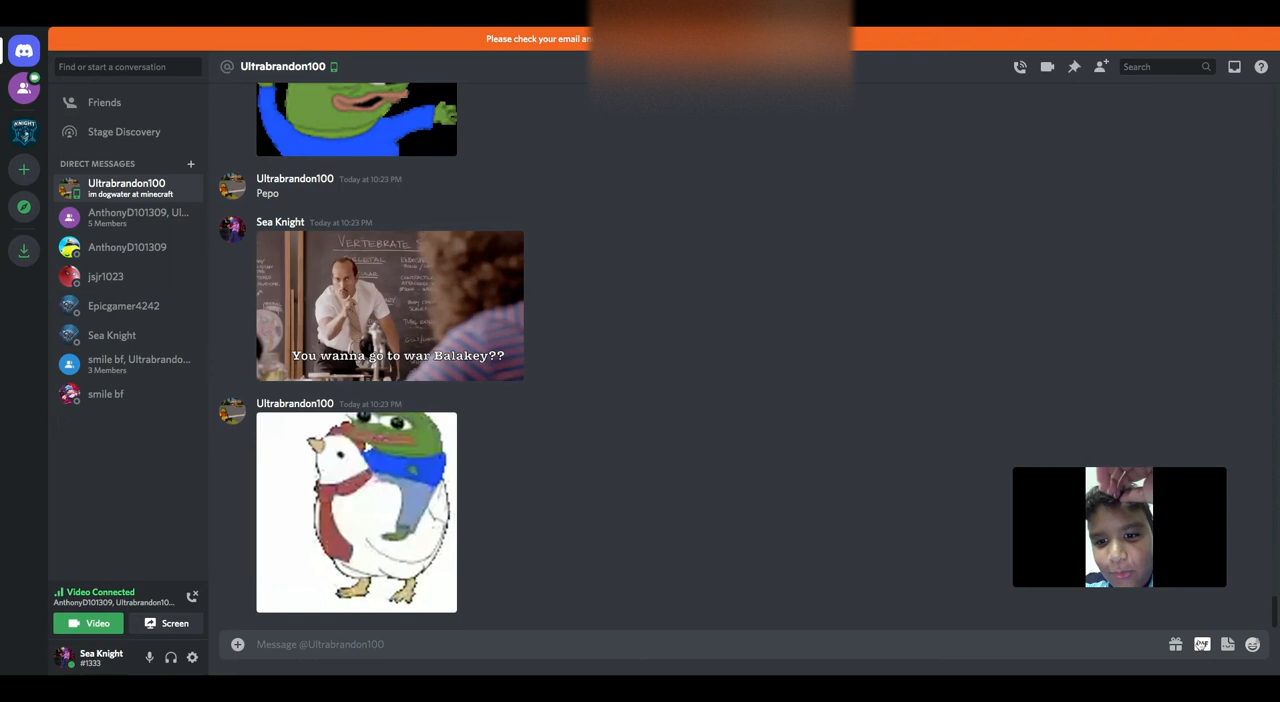 Please check your email an
Find or start a conversation
Ultrabrandon100
Search
Friends
Stage Discovery
DIRECT MESSAGES
Ultrabrandon100
im dogwater at minecraft
AnthonyD101309, Ul...
5 Members
AnthonyD101309
jsjr1023
Epicgamer4242
Sea Knight
smile bf, Ultrabrando...
3 Members
smile bf
Ultrabrandon100 Today at 10:23 PM
Pepo
Sea Knight Today at 10:23 PM
VERTEBRATE S
SKELETAL
You wanna go to war Balakey??
Ultrabrandon100 Today at 10:23 PM
Video Connected
AnthonyD101309, Ultrabrandon10...
Video
Screen
Sea Knight
#1333
Message @Ultrabrandon100
KNIGHT